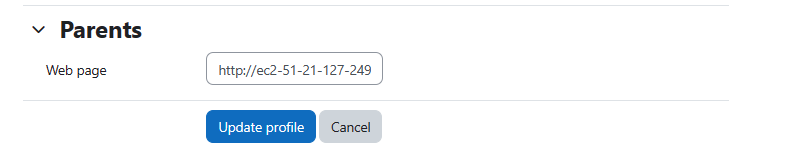 Parents
Web page
http://ec2-51-21-127-249
Update profile
Cancel